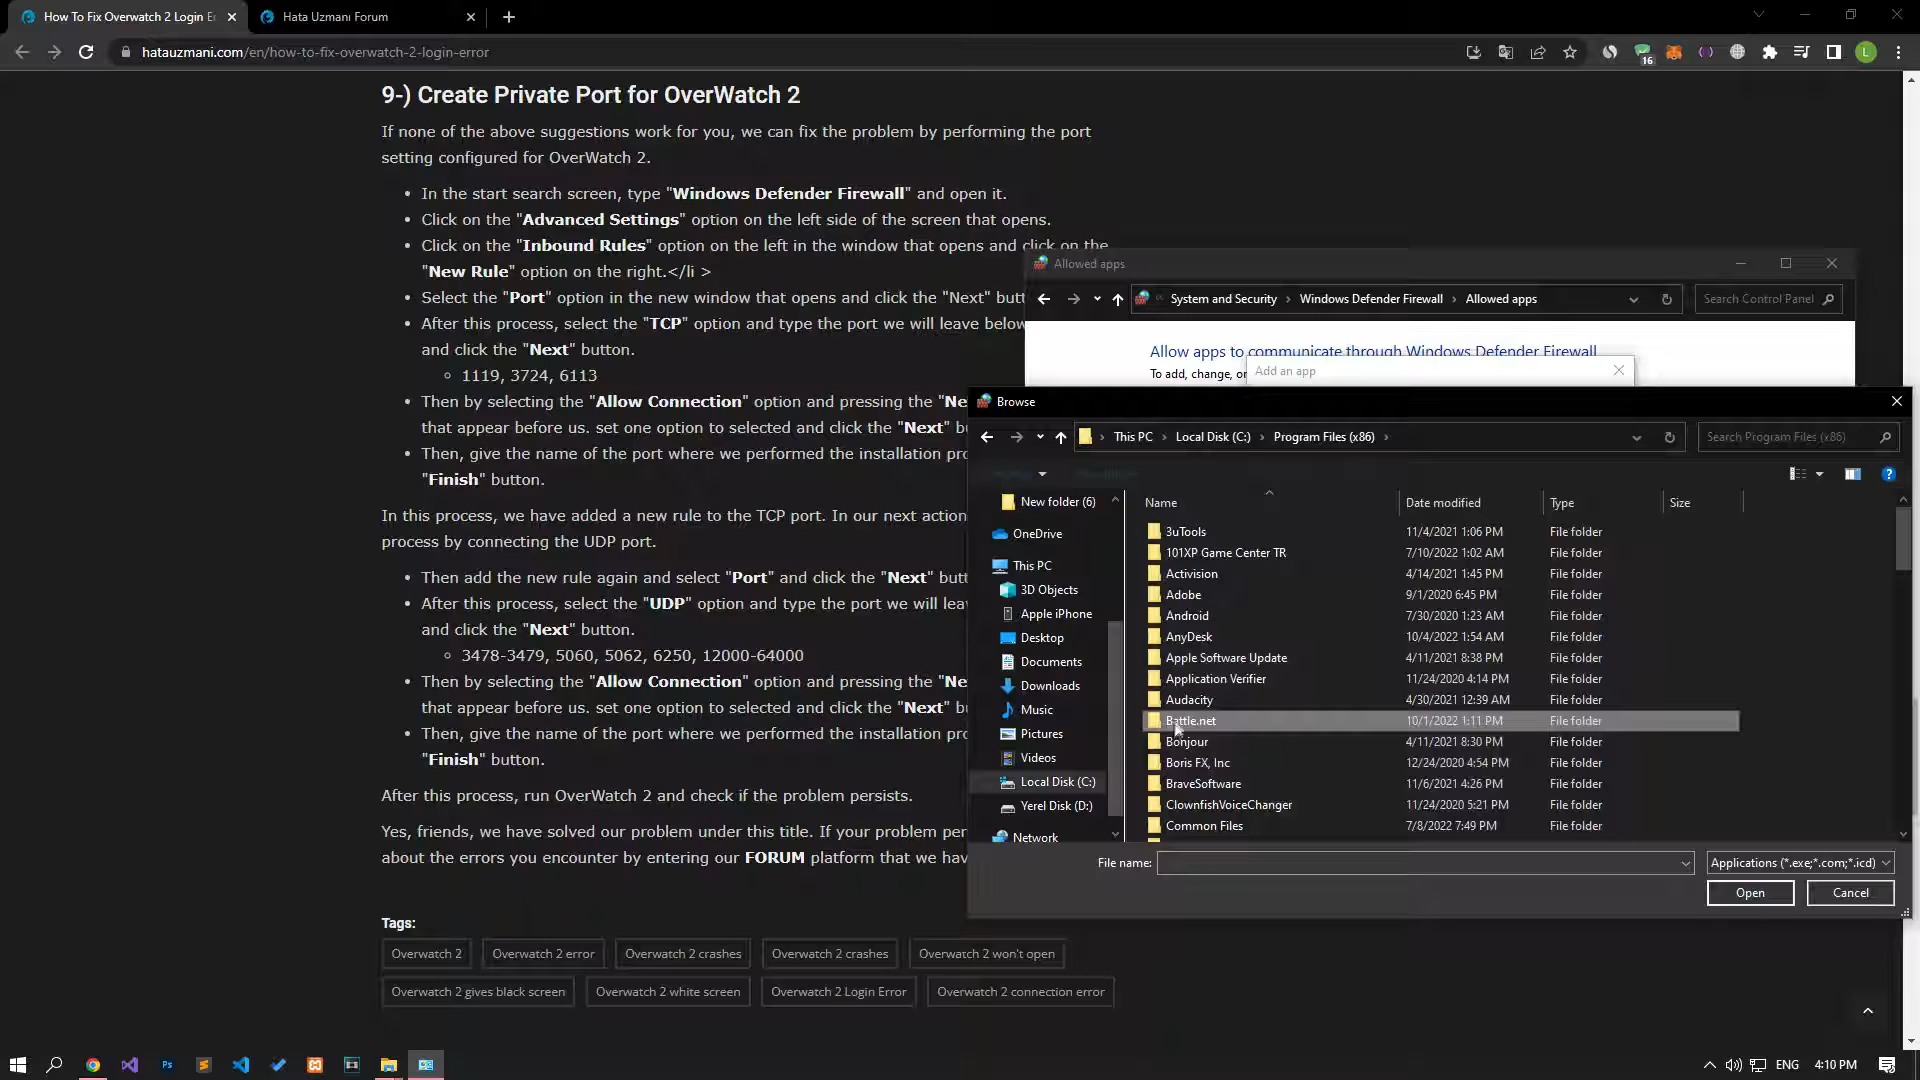 How To Fix Overwatch 2 Login E
Hata Uzmani Forum
hatauzmani.com/en/how-to-fix-overwatch-2-login-error
16
L
9-) Create Private Port for OverWatch 2
If none of the above suggestions work for you, we can fix the problem by performing the port
setting configured for OverWatch 2.
In the start search screen, type "Windows Defender Firewall" and open it.
Click on the "Advanced Settings" option on the left side of the screen that opens.
Click on the "Inbound Rules" option on the left in the window that opens and click on the
"New Rule" option on the right.</li >
Select the "Port" option in the new window that opens and click the "Next" butt
After this process, select the "TCP" option and type the port we will leave below
and click the "Next" button.
1119, 3724, 6113
Then by selecting the "Allow Connection" option and pressing the "Ne
that appear before us. set one option to selected and click the "Next" b
Then, give the name of the port where we performed the installation pro
"Finish" button.
In this process, we have added a new rule to the TCP port. In our next action
process by connecting the UDP port.
Then add the new rule again and select "Port" and click the "Next" butt
After this process, select the "UDP" option and type the port we will lea
and click the "Next" button.
3478-3479, 5060, 5062, 6250, 12000-64000
Then by selecting the "Allow Connection" option and pressing the "Ne
that appear before us. set one option to selected and click the "Next" b
Then, give the name of the port where we performed the installation pro
"Finish" button.
After this process, run OverWatch 2 and check if the problem persists.
Yes, friends, we have solved our problem under this title. If your problem per
about the errors you encounter by entering our FORUM platform that we hav
Tags:
Overwatch 2
Overwatch 2 error
Overwatch 2 crashes
Overwatch 2 crashes
Overwatch 2 won't open
Overwatch 2 gives black screen
Overwatch 2 white screen
Overwatch 2 Login Error
Overwatch 2 connection error
Allowed apps
System and Security
Windows Defender Firewall
Allowed apps
Search Control Panel
Allow apps to communicate through Windows Defender Firewall
To add, change, or
Add an app
Browse
This PC
Local Disk (C:)
Program Files (x86)
Search Program Files (x86)
New folder (6)
OneDrive
This PC
3D Objects
Apple iPhone
Desktop
Documents
Downloads
Music
Pictures
Videos
Local Disk (C:)
Yerel Disk (D:)
Network
Name Date modified Type Size
3uTools 11/4/2021 1:06 PM File folder
101XP Game Center TR 7/10/2022 1:02 AM File folder
Activision 4/14/2021 1:45 PM File folder
Adobe 9/1/2020 6:45 PM File folder
Android 7/30/2020 1:23 AM File folder
AnyDesk 10/4/2022 1:54 AM File folder
Apple Software Update 4/11/2021 8:38 PM File folder
Application Verifier 11/24/2020 4:14 PM File folder
Audacity 4/30/2021 12:39 AM File folder
Battle.net 10/1/2022 1:11 PM File folder
Bonjour 4/11/2021 8:30 PM File folder
Boris FX, Inc 12/24/2020 4:54 PM File folder
BraveSoftware 11/6/2021 4:26 PM File folder
ClownfishVoiceChanger 11/24/2020 5:21 PM File folder
Common Files 7/8/2022 7:49 PM File folder
File name:
Applications (*.exe;*.com;*.icd)
Open
Cancel
Ps
ENG
4:10 PM